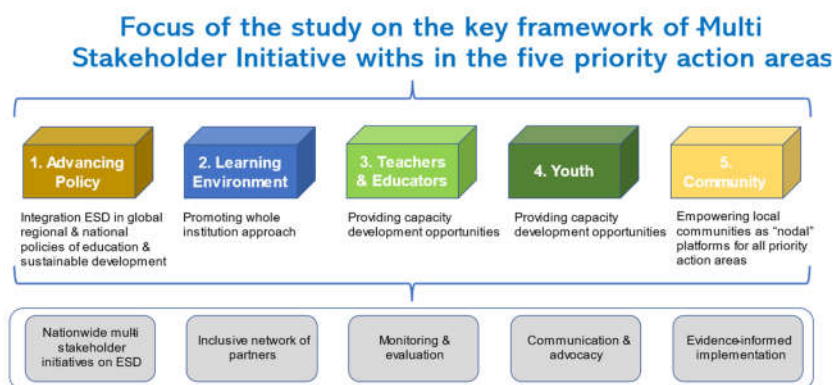 Focus of the study on the key framework of Multi
Stakeholder Initiative withs in the five priority action areas
1. Advancing
Policy
2. Learning
Environment
3. Teachers
& Educators
4. Youth
5.
Community
Integration ESD in global
regional & national
policies of education &
sustainable development
Promoting whole
institution approach
Providing capacity
development opportunities
Providing capacity
development opportunities
Empowering local
communities as “nodal”
platforms for all priority
action areas
Nationwide multi
stakeholder
initiatives on ESD
Inclusive network of
partners
Monitoring &
evaluation
Communication &
advocacy
Evidence-informed
implementation